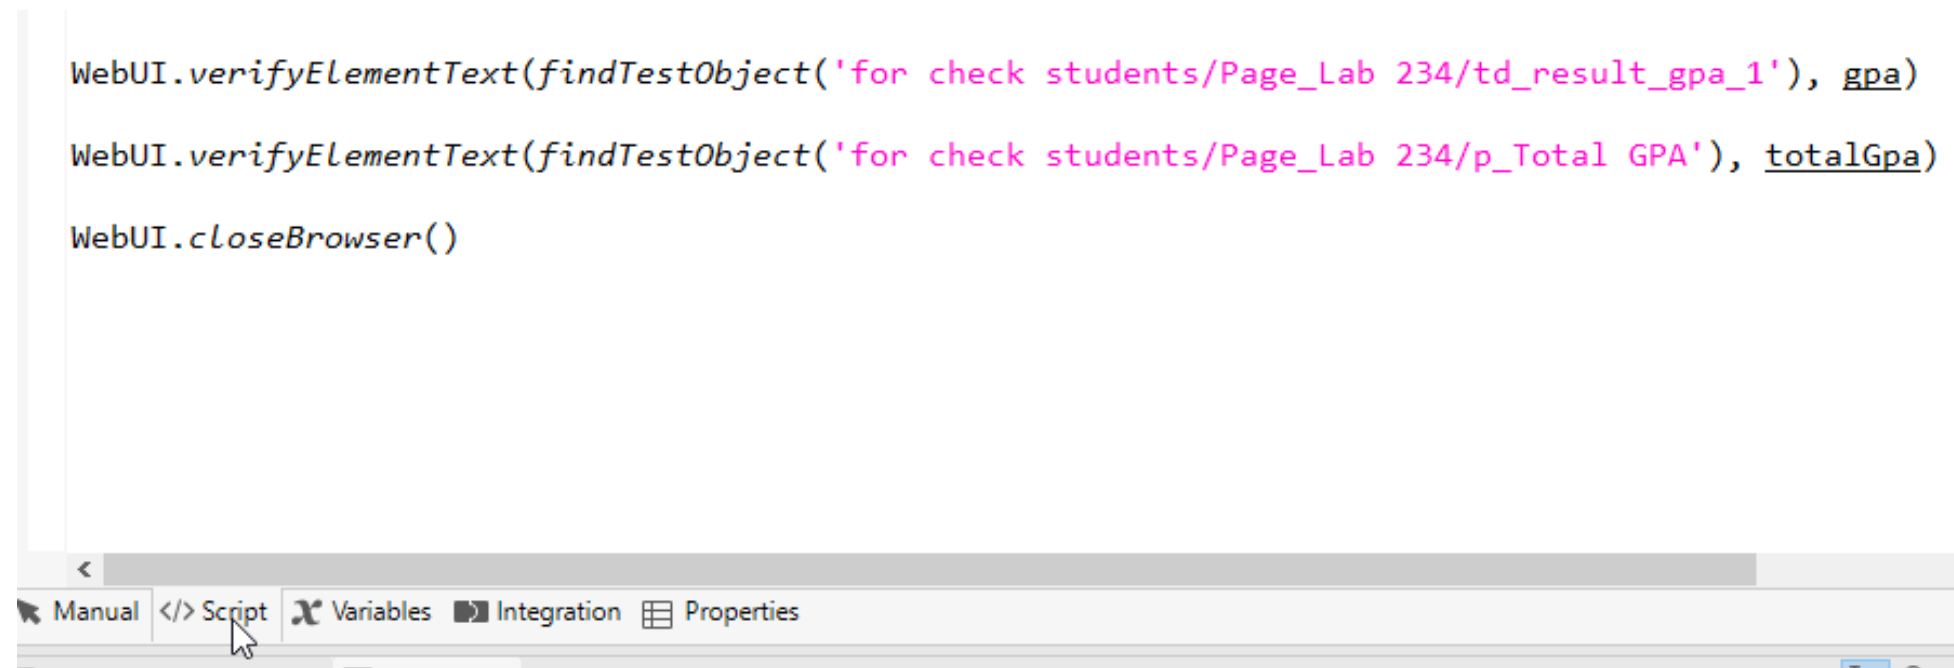 WebUI.verifyElementText(findTestObject('for check students/Page_Lab 234/td_result_gpa_1'), gpa)
WebUI.verifyElementText(findTestObject('for check students/Page_Lab 234/p_Total GPA'), totalGpa)
WebUI.closeBrowser()
Manual </> Script Variables Integration Properties